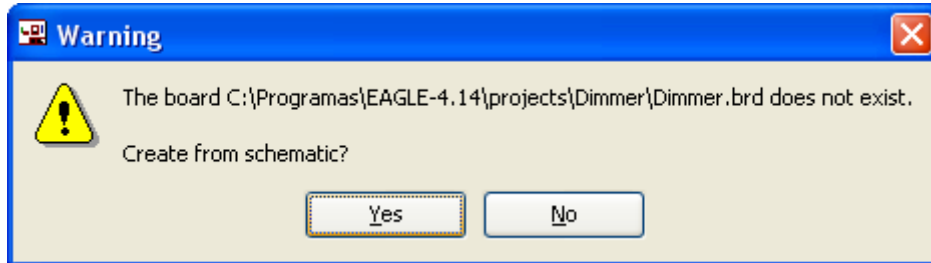 Warning
The board C:\Programas\EAGLE-4.14\projects\Dimmer\Dimmer.brd does not exist.
Create from schematic?
Yes
No